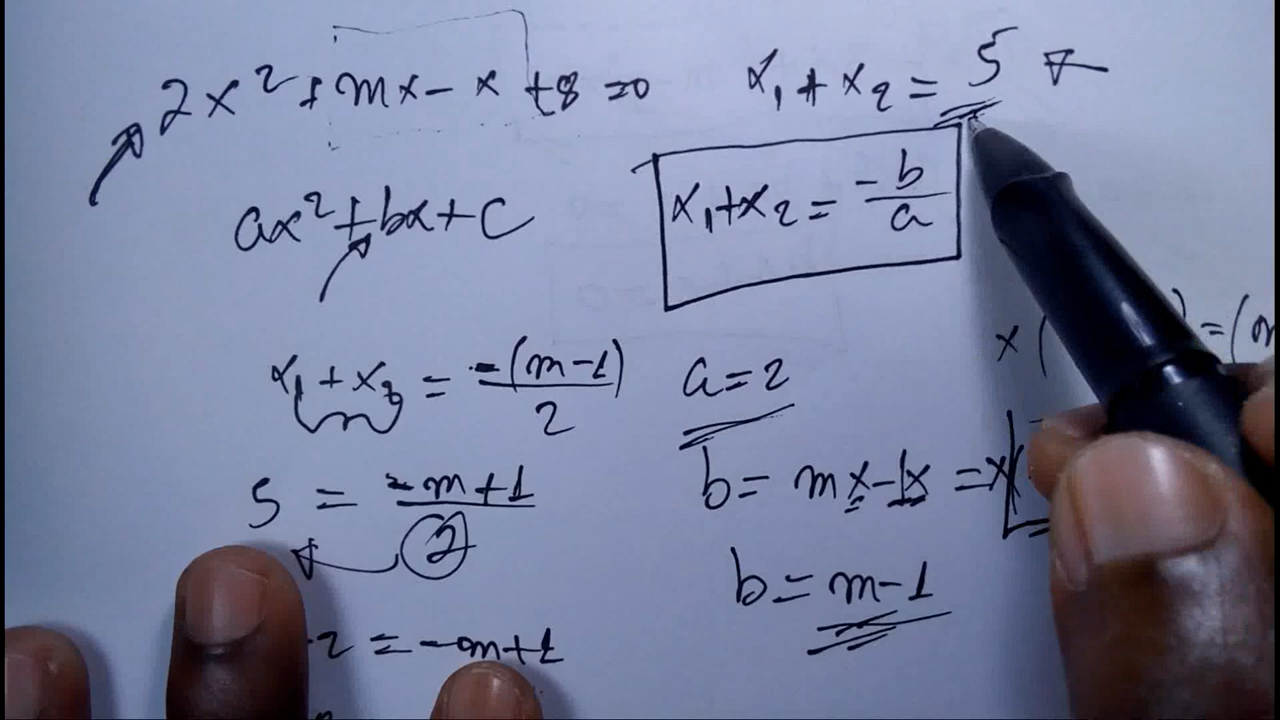 2x² + mx - x + 8 = 0
x₁ + x₂ = 5
ax² + bx + c
x₁ + x₂ = -b/a
x₁ + x₂ = -(m-1)/2
a = 2
5 = -m+1/2
b = mx - 1x = x(
b = m-1
2 = -m+1
x ( ) = (m